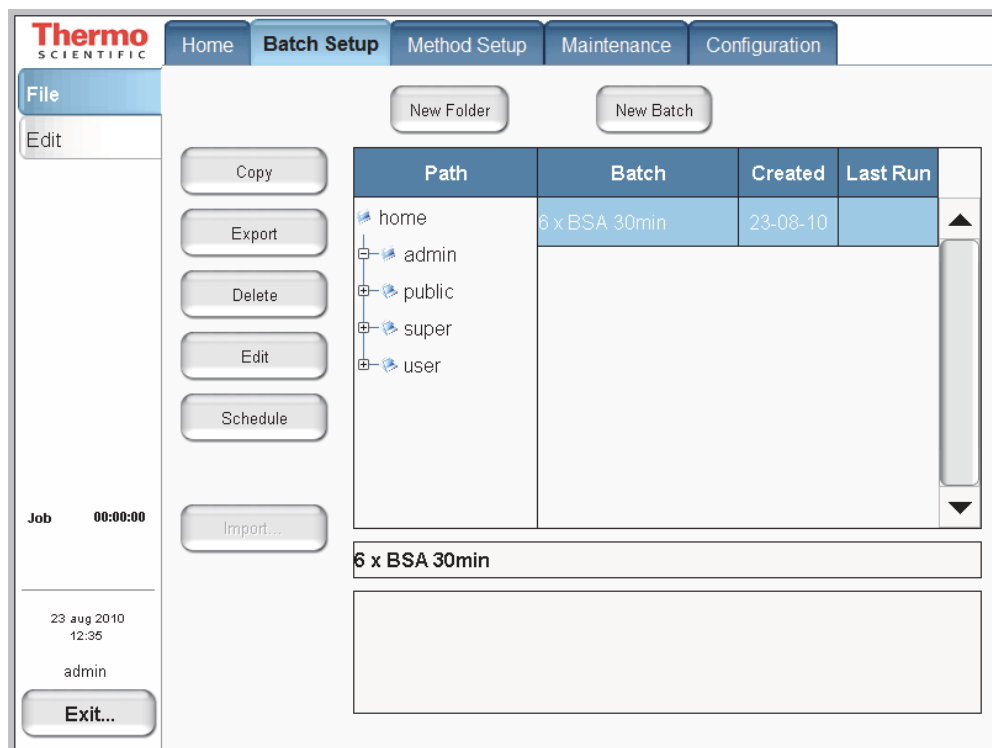 Thermo
SCIENTIFIC
Home
Batch Setup
Method Setup
Maintenance
Configuration
File
Edit
New Folder
New Batch
Copy
Export
Delete
Edit
Schedule
Import...
Path
Batch
Created
Last Run
home
6 x BSA 30min
23-08-10
admin
public
super
user
6 x BSA 30min
Job 00:00:00
23 aug 2010
12:35
admin
Exit...